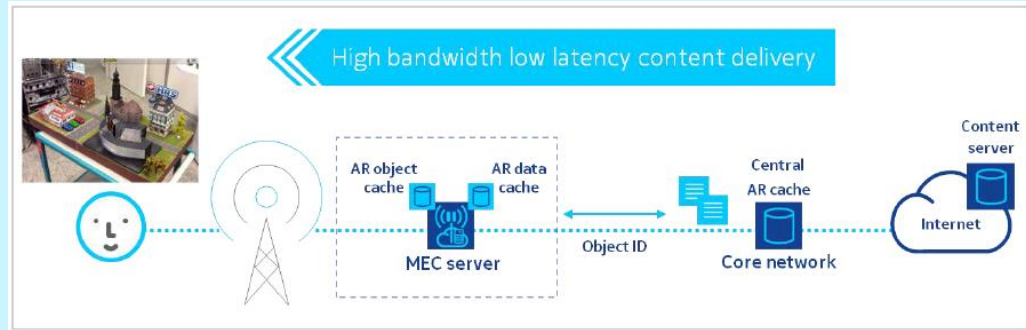 High bandwidth low latency content delivery
Content
server
AR object
cache
AR data
cache
Central
AR cache
Internet
Object ID
MEC server
Core network